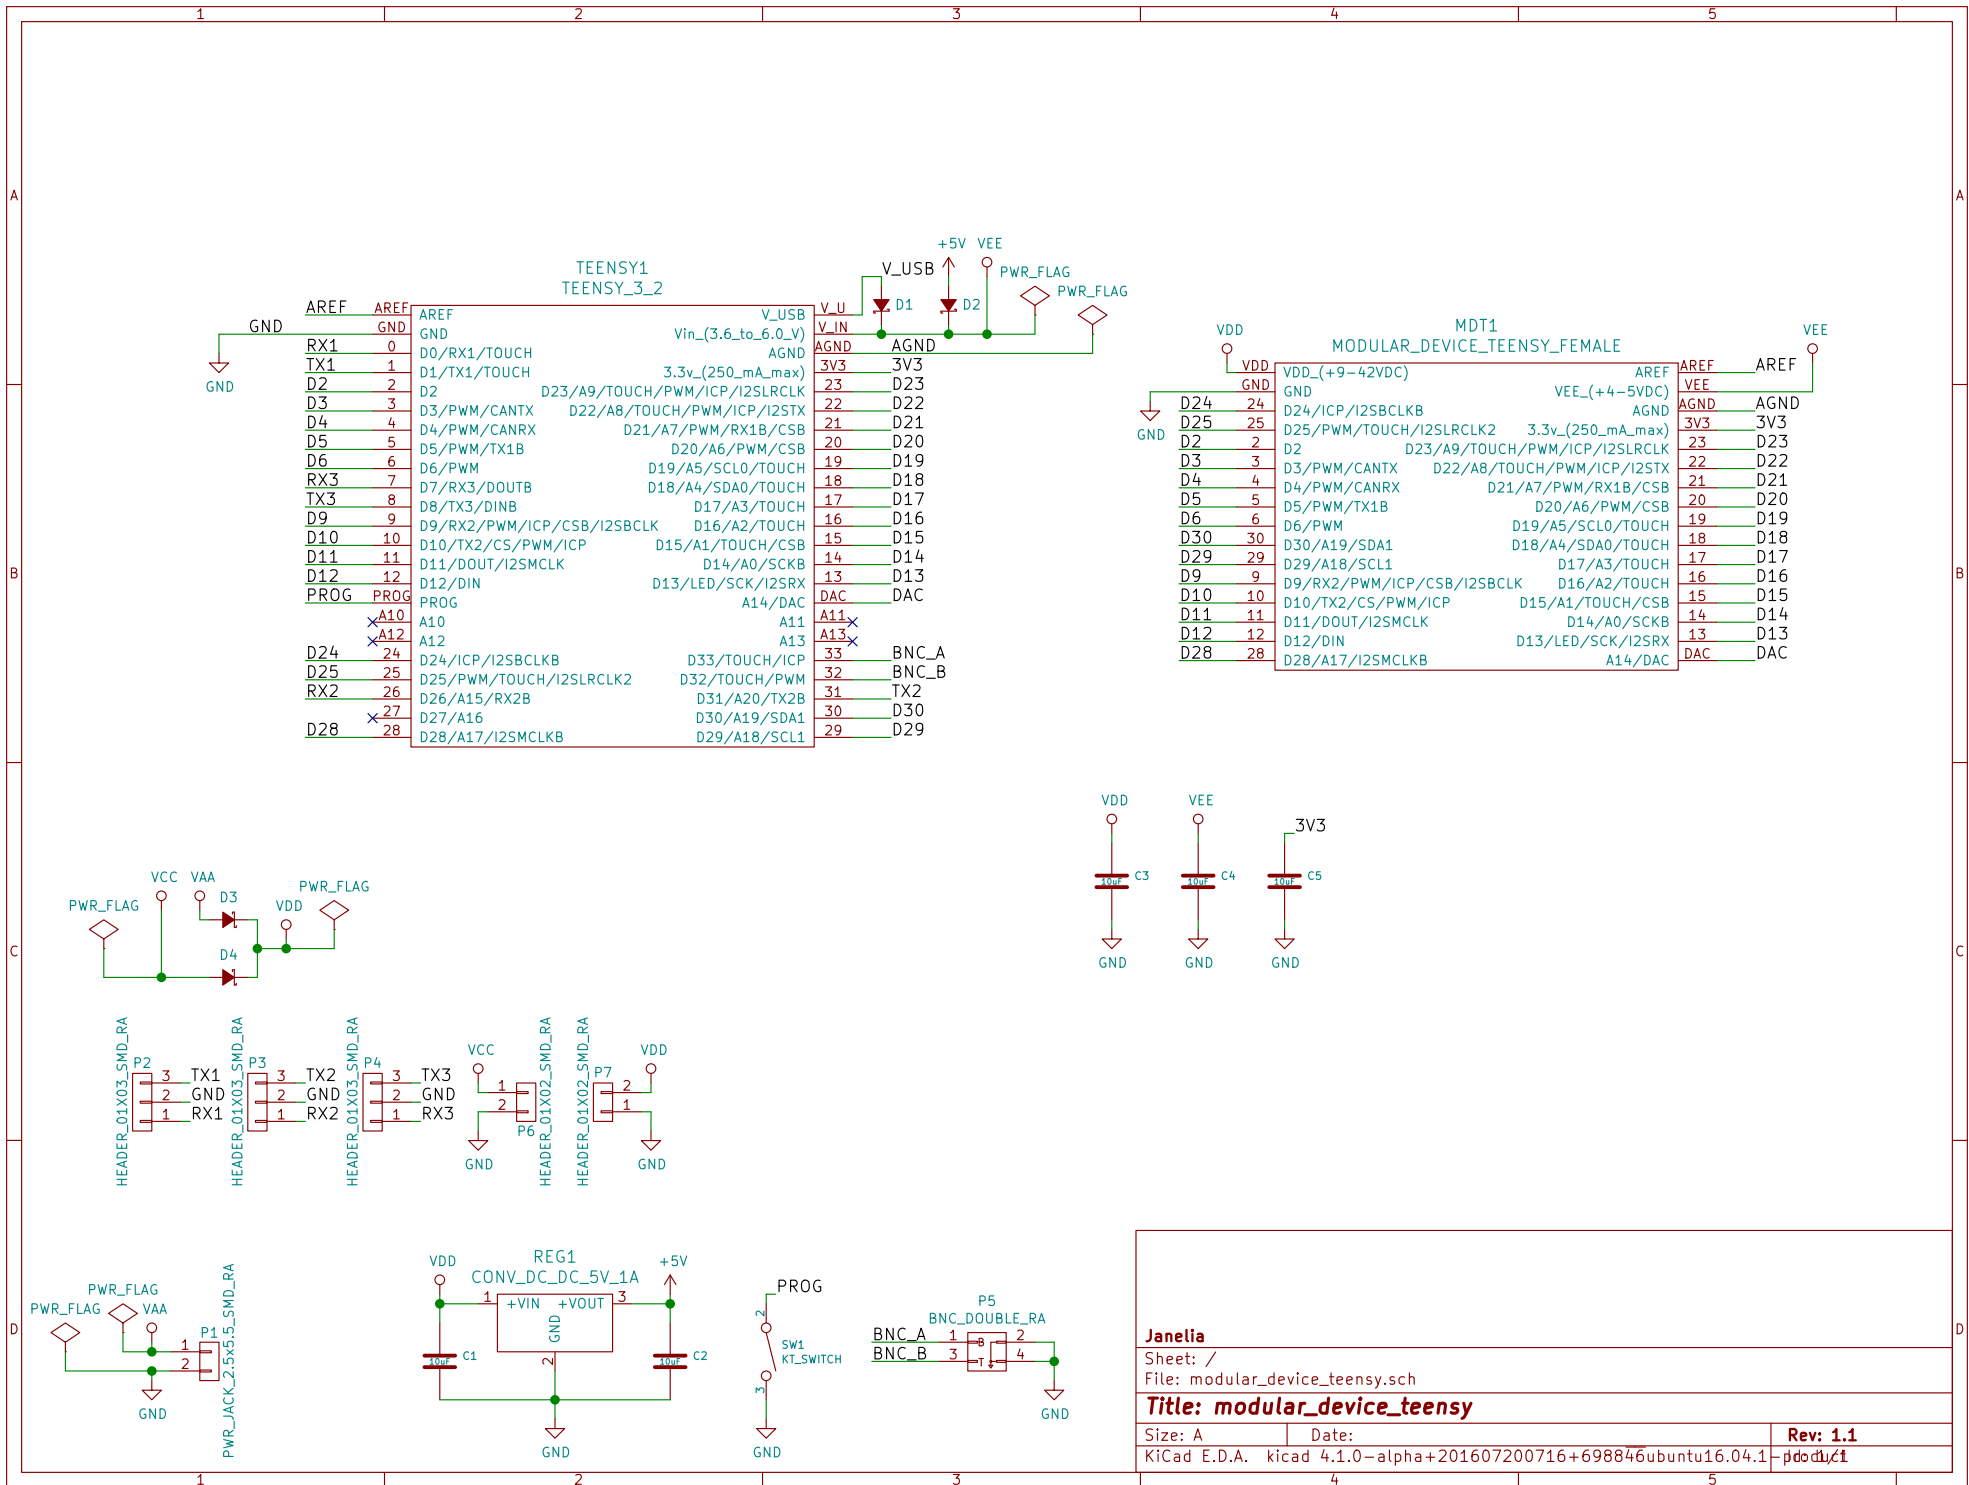 1 2 3 4 5
A A
B B
C C
D D
TEENSY1
TEENSY_3_2
AREF AREF AREF
GND GND GND
GND
RX1 0 D0/RX1/TOUCH
TX1 1 D1/TX1/TOUCH
D2 2 D2
D3 3 D3/PWM/CANTX
D4 4 D4/PWM/CANRX
D5 5 D5/PWM/TX1B
D6 6 D6/PWM
RX3 7 D7/RX3/DOUTB
TX3 8 D8/TX3/DINB
D9 9 D9/RX2/PWM/ICP/CSB/I2SBCLK
D10 10 D10/TX2/CS/PWM/ICP
D11 11 D11/DOUT/I2SMCLK
D12 12 D12/DIN
PROG PROG PROG
A10 A10
A12 A12
D24 24 D24/ICP/I2SBCLKB
D25 25 D25/PWM/TOUCH/I2SLRCLK2
RX2 26 D26/A15/RX2B
27 D27/A16
D28 28 D28/A17/I2SMCLKB
+5V VEE
V_USB
PWR_FLAG
PWR_FLAG
D1 D2
V_USB V_U
Vin_(3.6_to_6.0_V) V_IN
AGND AGND AGND
3.3v_(250_mA_max) 3V3 3V3
D23/A9/TOUCH/PWM/ICP/I2SLRCLK 23 D23
D22/A8/TOUCH/PWM/ICP/I2STX 22 D22
D21/A7/PWM/RX1B/CSB 21 D21
D20/A6/PWM/CSB 20 D20
D19/A5/SCL0/TOUCH 19 D19
D18/A4/SDA0/TOUCH 18 D18
D17/A3/TOUCH 17 D17
D16/A2/TOUCH 16 D16
D15/A1/TOUCH/CSB 15 D15
D14/A0/SCKB 14 D14
D13/LED/SCK/I2SRX 13 D13
A14/DAC DAC DAC
A11 A11
A13 A13
D33/TOUCH/ICP 33 BNC_A
D32/TOUCH/PWM 32 BNC_B
D31/A20/TX2B 31 TX2
D30/A19/SDA1 30 D30
D29/A18/SCL1 29 D29
MDT1
MODULAR_DEVICE_TEENSY_FEMALE
VDD
VDD VDD_(+9-42VDC)
GND GND
GND
D24 24 D24/ICP/I2SBCLKB
D25 25 D25/PWM/TOUCH/I2SLRCLK2
D2 2 D2
D3 3 D3/PWM/CANTX
D4 4 D4/PWM/CANRX
D5 5 D5/PWM/TX1B
D6 6 D6/PWM
D30 30 D30/A19/SDA1
D29 29 D29/A18/SCL1
D9 9 D9/RX2/PWM/ICP/CSB/I2SBCLK
D10 10 D10/TX2/CS/PWM/ICP
D11 11 D11/DOUT/I2SMCLK
D12 12 D12/DIN
D28 28 D28/A17/I2SMCLKB
VEE
AREF AREF AREF
VEE_(+4-5VDC) VEE
AGND AGND AGND
3.3v_(250_mA_max) 3V3 3V3
D23/A9/TOUCH/PWM/ICP/I2SLRCLK 23 D23
D22/A8/TOUCH/PWM/ICP/I2STX 22 D22
D21/A7/PWM/RX1B/CSB 21 D21
D20/A6/PWM/CSB 20 D20
D19/A5/SCL0/TOUCH 19 D19
D18/A4/SDA0/TOUCH 18 D18
D17/A3/TOUCH 17 D17
D16/A2/TOUCH 16 D16
D15/A1/TOUCH/CSB 15 D15
D14/A0/SCKB 14 D14
D13/LED/SCK/I2SRX 13 D13
A14/DAC DAC DAC
VDD VEE 3V3
10uF C3 10uF C4 10uF C5
GND GND GND
PWR_FLAG VCC VAA D3 VDD PWR_FLAG
D4
HEADER_01X03_SMD_RA P2
3 TX1
2 GND
1 RX1
HEADER_01X03_SMD_RA P3
3 TX2
2 GND
1 RX2
HEADER_01X03_SMD_RA P4
3 TX3
2 GND
1 RX3
VCC
1
2
P6
GND
HEADER_01X02_SMD_RA
HEADER_01X02_SMD_RA
P7
VDD
2
1
GND
PWR_FLAG
PWR_FLAG VAA
P1
1
2
GND
PWR_JACK_2.5x5.5_SMD_RA
REG1
CONV_DC_DC_5V_1A
VDD +5V
1 +VIN +VOUT 3
GND
2
10uF C1 10uF C2
GND
PROG
2
SW1
KT_SWITCH
3
GND
P5
BNC_DOUBLE_RA
BNC_A 1 B 2
BNC_B 3 T 4
GND
Janelia
Sheet: /
File: modular_device_teensy.sch
Title: modular_device_teensy
Size: A Date: Rev: 1.1
KiCad E.D.A. kicad 4.1.0-alpha+201607200716+698846ubuntu16.04.1-product
Id: 1/1
1 2 3 4 5